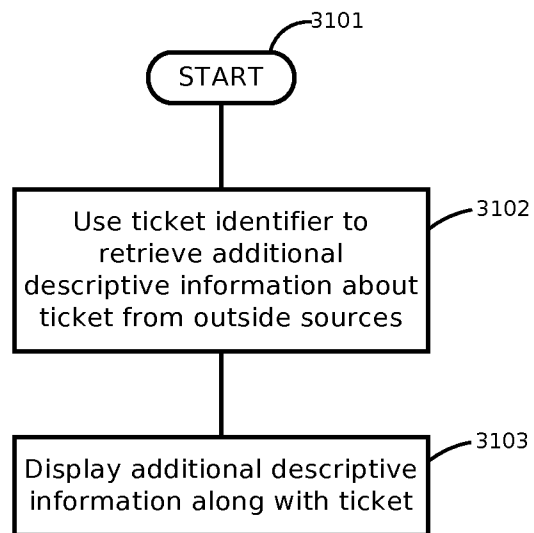 3101
START
Use ticket identifier to
retrieve additional
descriptive information about
ticket from outside sources
3102
Display additional descriptive
information along with ticket
3103